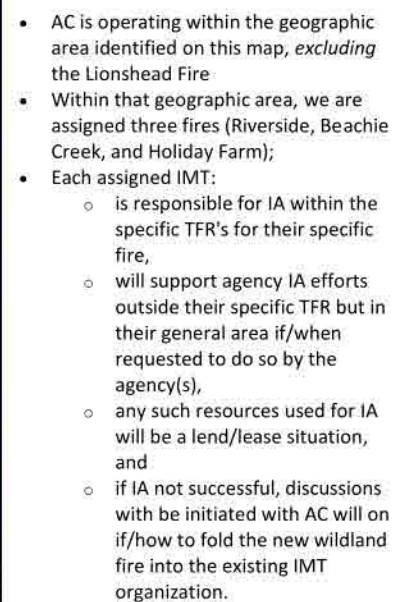 • AC is operating within the geographic
area identified on this map, excluding
the Lionshead Fire
• Within that geographic area, we are
assigned three fires (Riverside, Beachie
Creek, and Holiday Farm);
• Each assigned IMT:
o is responsible for IA within the
specific TFR's for their specific
fire,
o will support agency IA efforts
outside their specific TFR but in
their general area if/when
requested to do so by the
agency(s),
o any such resources used for IA
will be a lend/lease situation,
and
o if IA not successful, discussions
with be initiated with AC will on
if/how to fold the new wildland
fire into the existing IMT
organization.